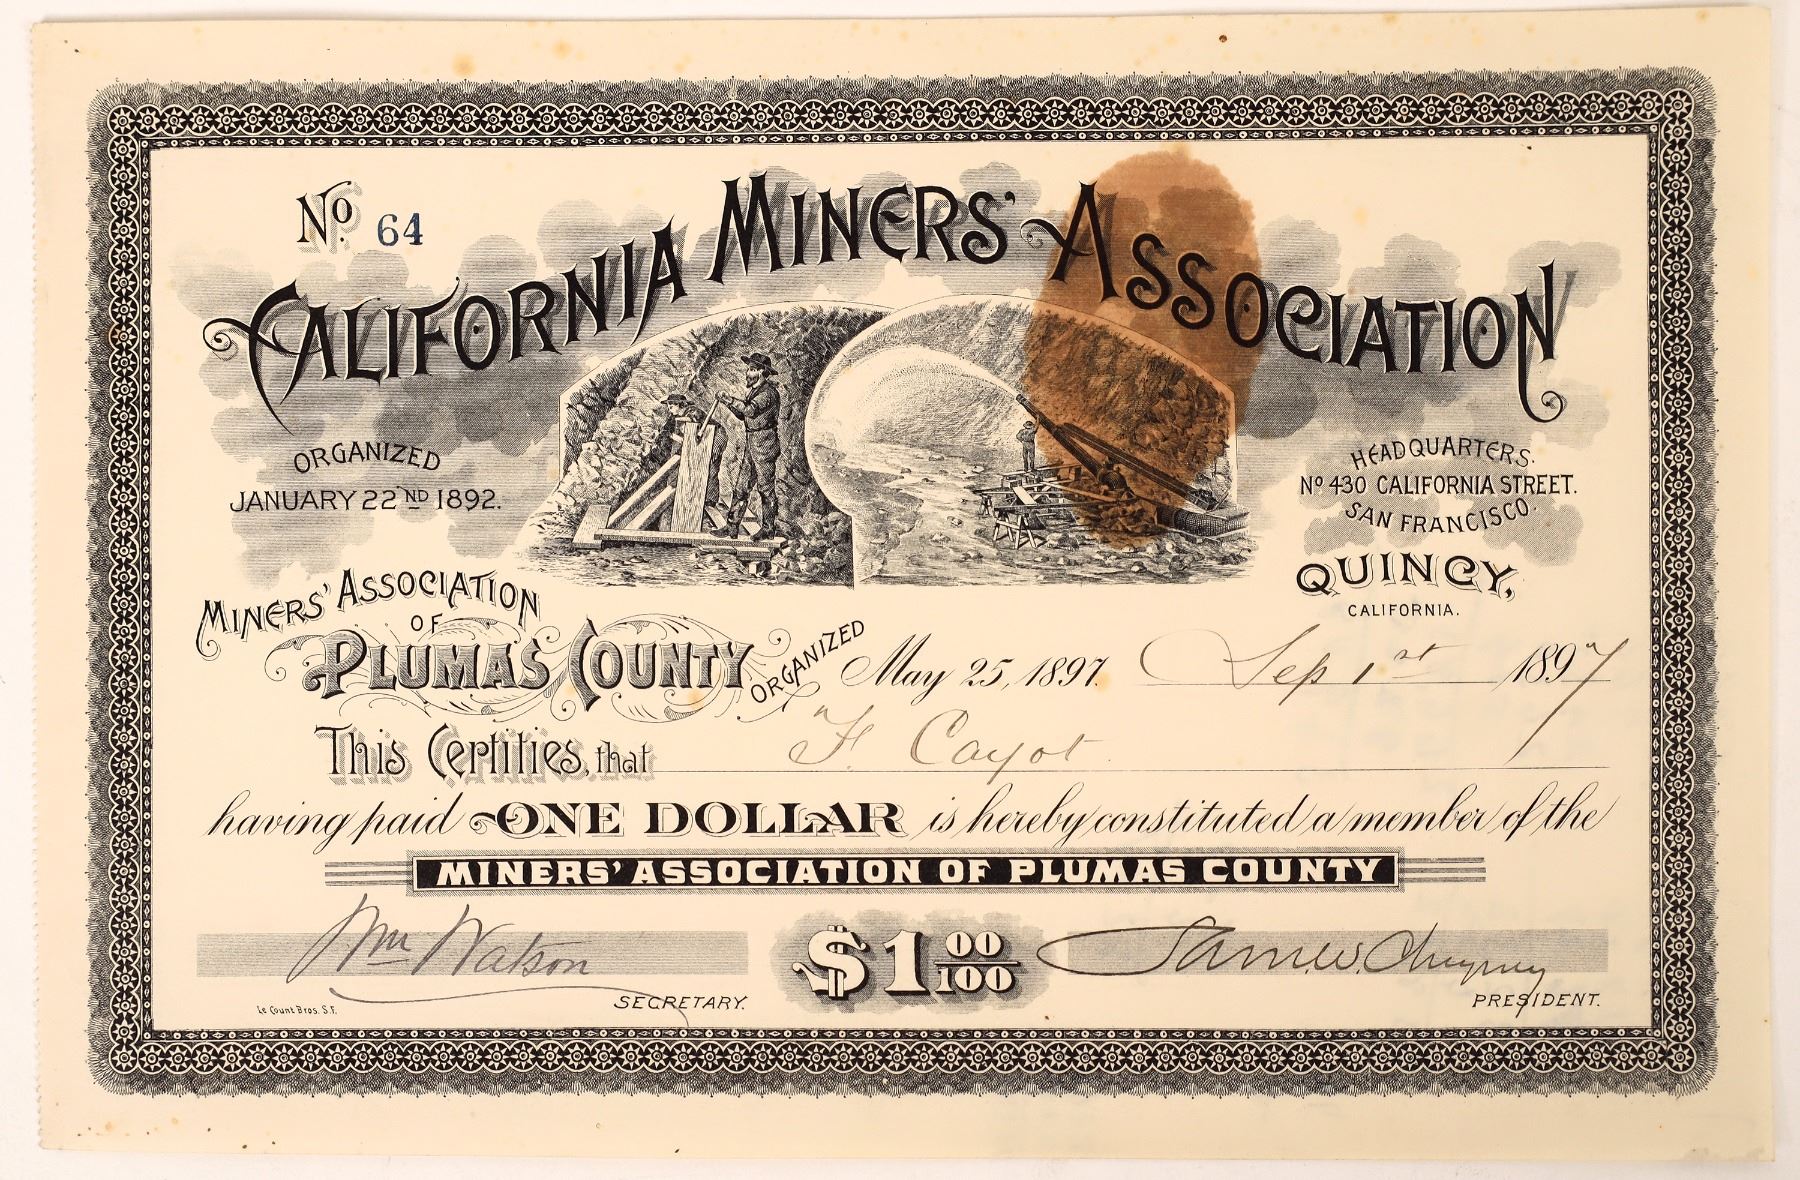 No. 64
CALIFORNIA MINERS' ASSOCIATION
ORGANIZED
JANUARY 22ND 1892.
HEADQUARTERS.
No 430 CALIFORNIA STREET.
SAN FRANCISCO.
QUINCY,
CALIFORNIA.
MINERS' ASSOCIATION
OF
PLUMAS COUNTY ORGANIZED May 25, 1897. Sep 1st 1897
This Certifies, that F. Cayot
having paid ONE DOLLAR is hereby constituted a member of the
MINERS' ASSOCIATION OF PLUMAS COUNTY
Wm Watson $1 00/100
SECRETARY. PRESIDENT.
Le Count Bros. S.F.